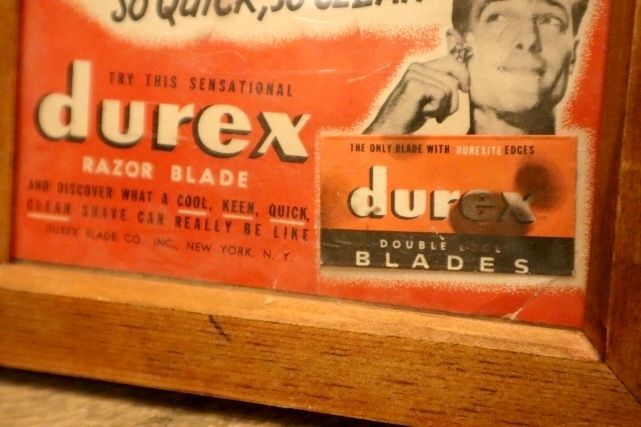 SO QUICK, SO CLEAN
TRY THIS SENSATIONAL
durex
RAZOR BLADE
AND DISCOVER WHAT A COOL, KEEN, QUICK,
CLEAN SHAVE CAN REALLY BE LIKE
DUREX BLADE CO., INC., NEW YORK, N. Y.
THE ONLY BLADE WITH DUREXITE EDGES
durex
DOUBLE EDGE
BLADES